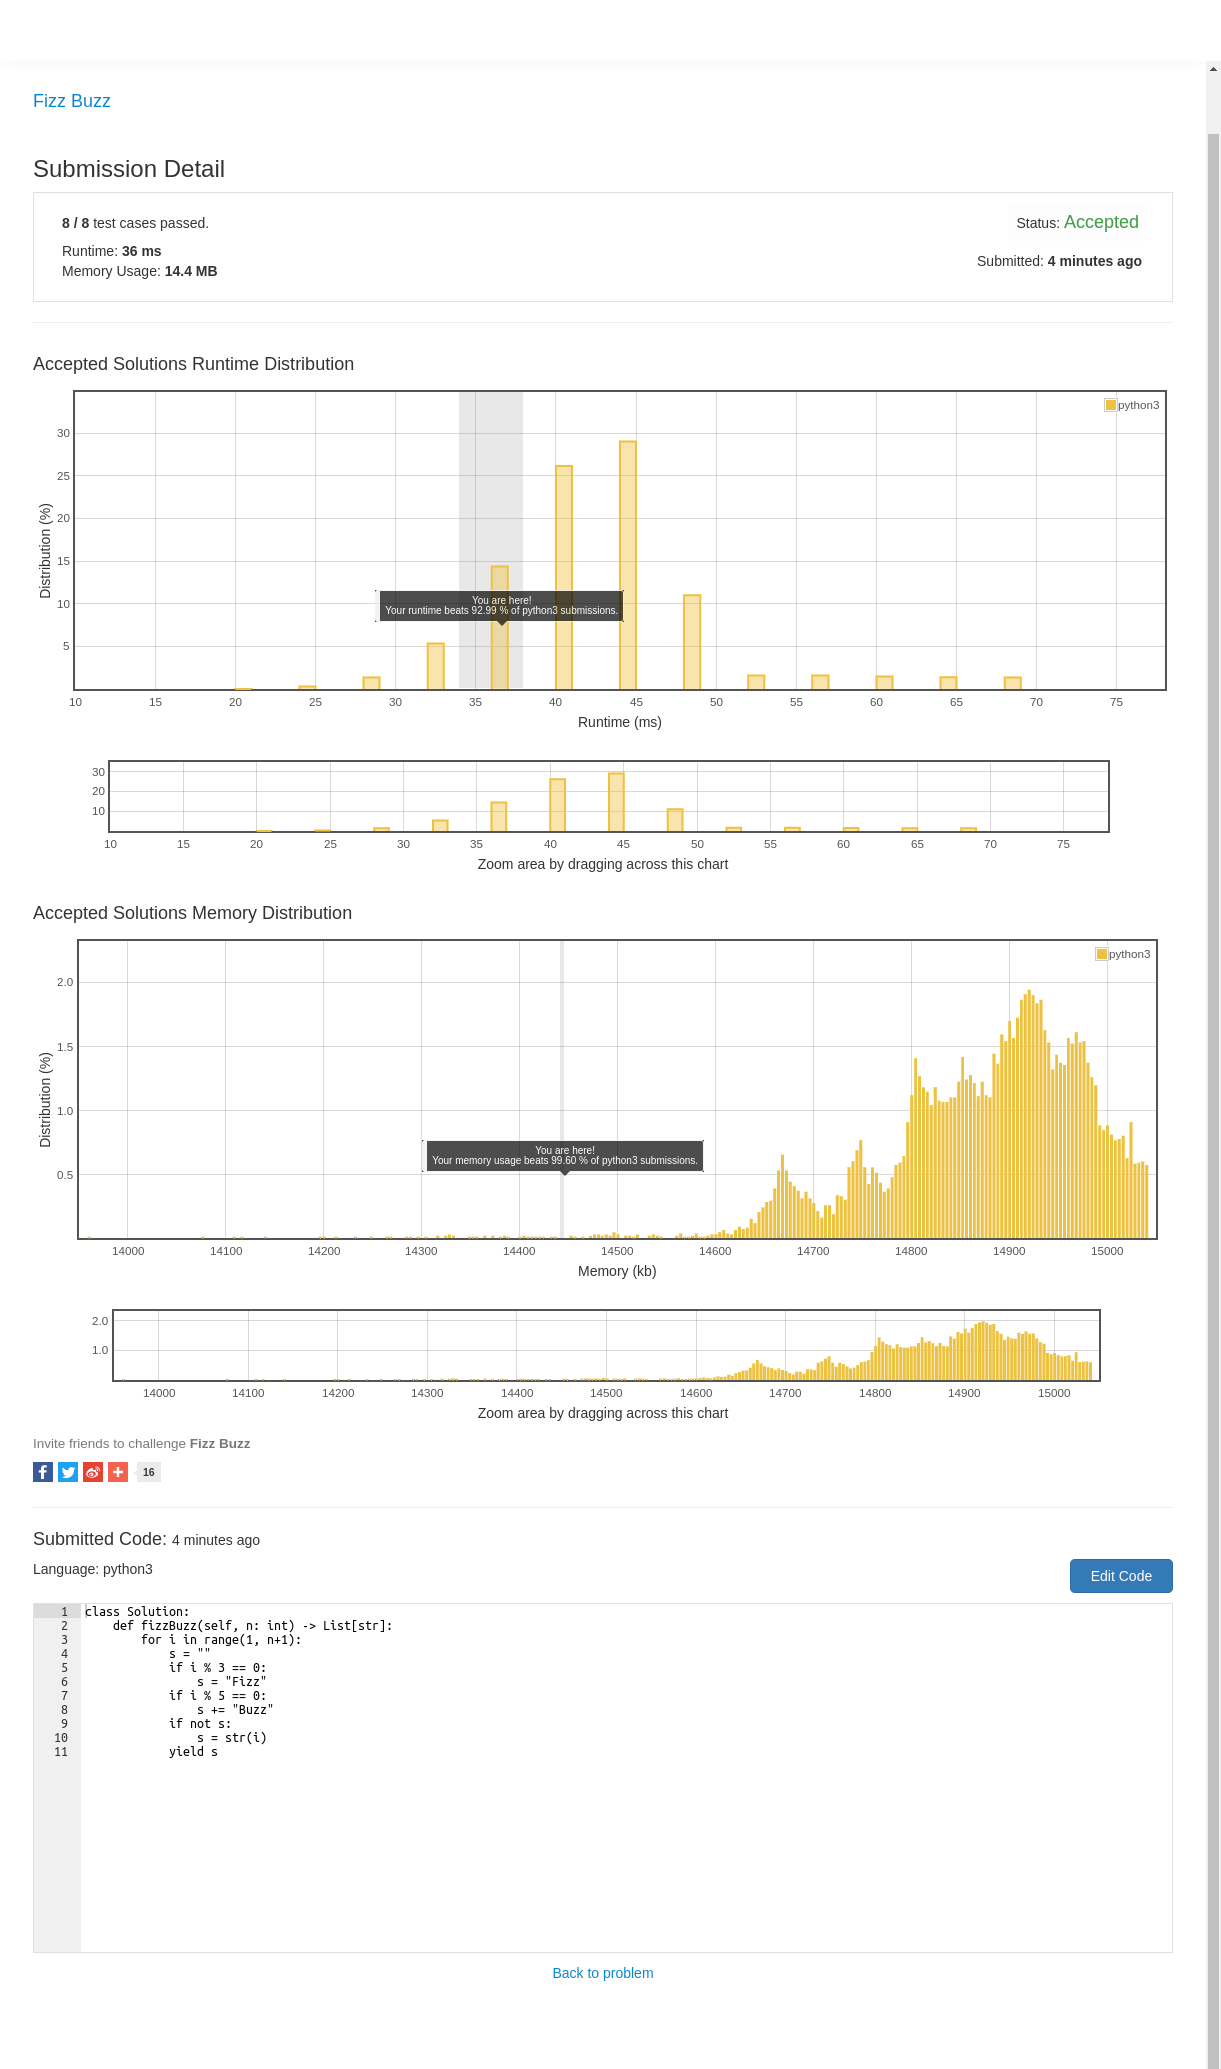 Fizz Buzz
Submission Detail
8 / 8 test cases passed.
Status: Accepted
Runtime: 36 ms
Memory Usage: 14.4 MB
Submitted: 4 minutes ago
Accepted Solutions Runtime Distribution
python3
30
25
20
15
10
5
Distribution (%)
You are here!
Your runtime beats 92.99 % of python3 submissions.
10 15 20 25 30 35 40 45 50 55 60 65 70 75
Runtime (ms)
30
20
10
10 15 20 25 30 35 40 45 50 55 60 65 70 75
Zoom area by dragging across this chart
Accepted Solutions Memory Distribution
python3
2.0
1.5
1.0
0.5
Distribution (%)
You are here!
Your memory usage beats 99.60 % of python3 submissions.
14000 14100 14200 14300 14400 14500 14600 14700 14800 14900 15000
Memory (kb)
2.0
1.0
14000 14100 14200 14300 14400 14500 14600 14700 14800 14900 15000
Zoom area by dragging across this chart
Invite friends to challenge Fizz Buzz
16
Submitted Code: 4 minutes ago
Language: python3
Edit Code
1 class Solution:
2     def fizzBuzz(self, n: int) -> List[str]:
3         for i in range(1, n+1):
4             s = ""
5             if i % 3 == 0:
6                 s = "Fizz"
7             if i % 5 == 0:
8                 s += "Buzz"
9             if not s:
10                 s = str(i)
11             yield s
Back to problem